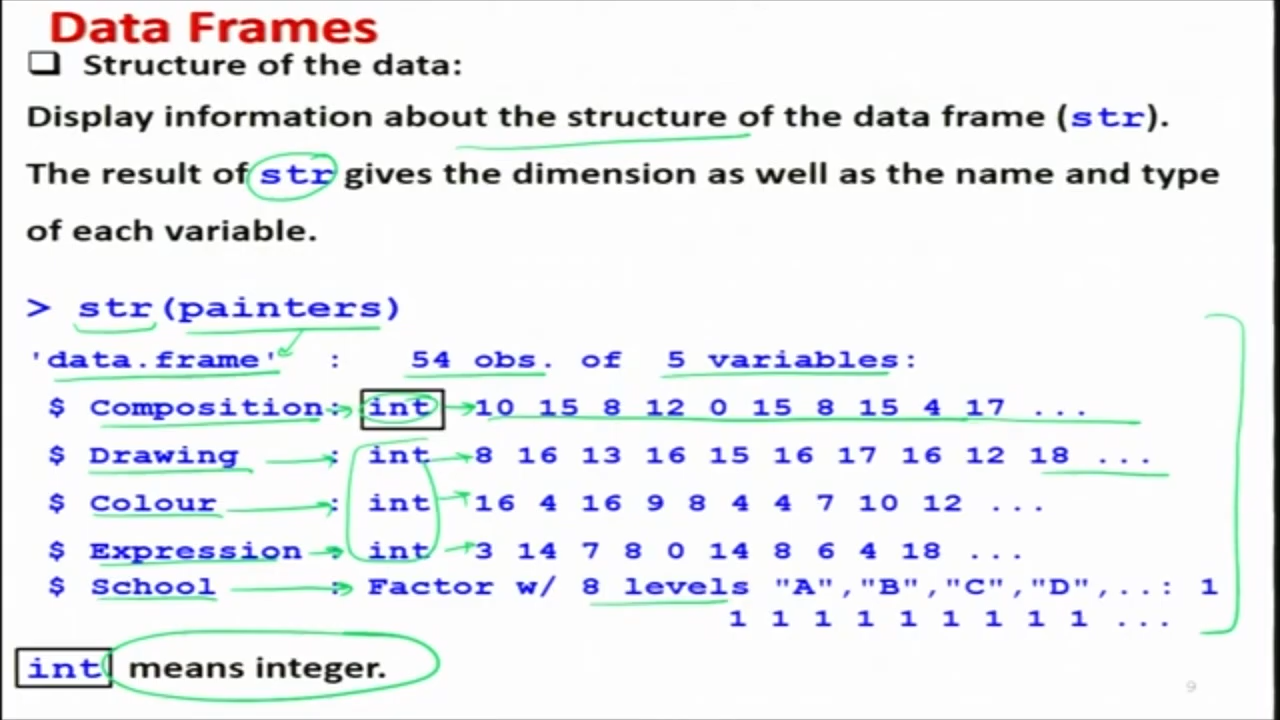 Data Frames
Structure of the data:
Display information about the structure of the data frame (str).
The result of str gives the dimension as well as the name and type
of each variable.
> str(painters)
'data.frame' : 54 obs. of 5 variables:
$ Composition: int 10 15 8 12 0 15 8 15 4 17 ...
$ Drawing : int 8 16 13 16 15 16 17 16 12 18 ...
$ Colour : int 16 4 16 9 8 4 4 7 10 12 ...
$ Expression : int 3 14 7 8 0 14 8 6 4 18 ...
$ School : Factor w/ 8 levels "A","B","C","D",..: 1
1 1 1 1 1 1 1 1 1 ...
int means integer.
9